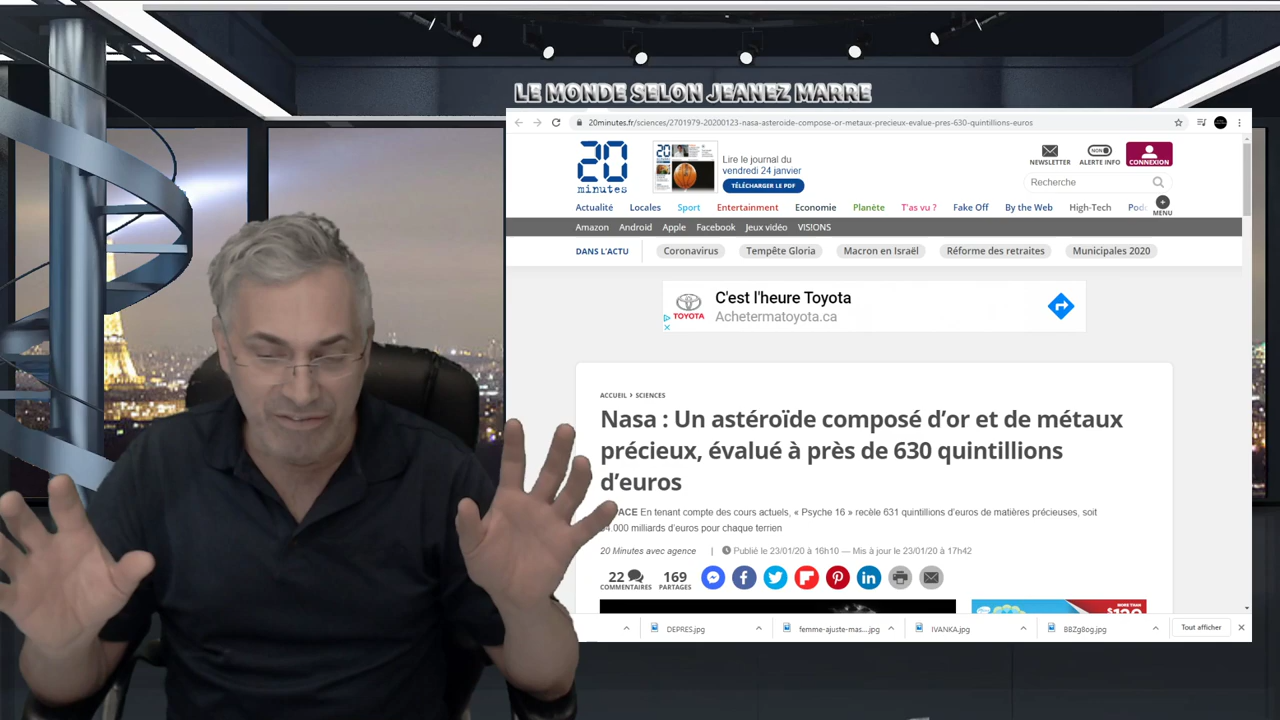 LE MONDE SELON JEANEZ MARRE
20minutes.fr/sciences/2701979-20200123-nasa-asteroide-compose-or-metaux-precieux-evalue-pres-630-quintillions-euros
20
minutes
Lire le journal du
vendredi 24 janvier
TÉLÉCHARGER LE PDF
NEWSLETTER
NON
ALERTE INFO
CONNEXION
Recherche
Actualité Locales Sport Entertainment Economie Planète T'as vu ? Fake Off By the Web High-Tech
MENU
Amazon Android Apple Facebook Jeux vidéo VISIONS
DANS L'ACTU Coronavirus Tempête Gloria Macron en Israël Réforme des retraites Municipales 2020
TOYOTA
C'est l'heure Toyota
Achetermatoyota.ca
ACCUEIL › SCIENCES
Nasa : Un astéroïde composé d’or et de métaux
précieux, évalué à près de 630 quintillions
d’euros
En tenant compte des cours actuels, « Psyche 16 » recèle 631 quintillions d’euros de matières précieuses, soit
000 milliards d’euros pour chaque terrien
20 Minutes avec agence | Publié le 23/01/20 à 16h10 — Mis à jour le 23/01/20 à 17h42
22 169
COMMENTAIRES PARTAGES
MORE THAN
DEPRES.jpg femme-ajuste-mas....jpg IVANKA.jpg BBZg8og.jpg Tout afficher